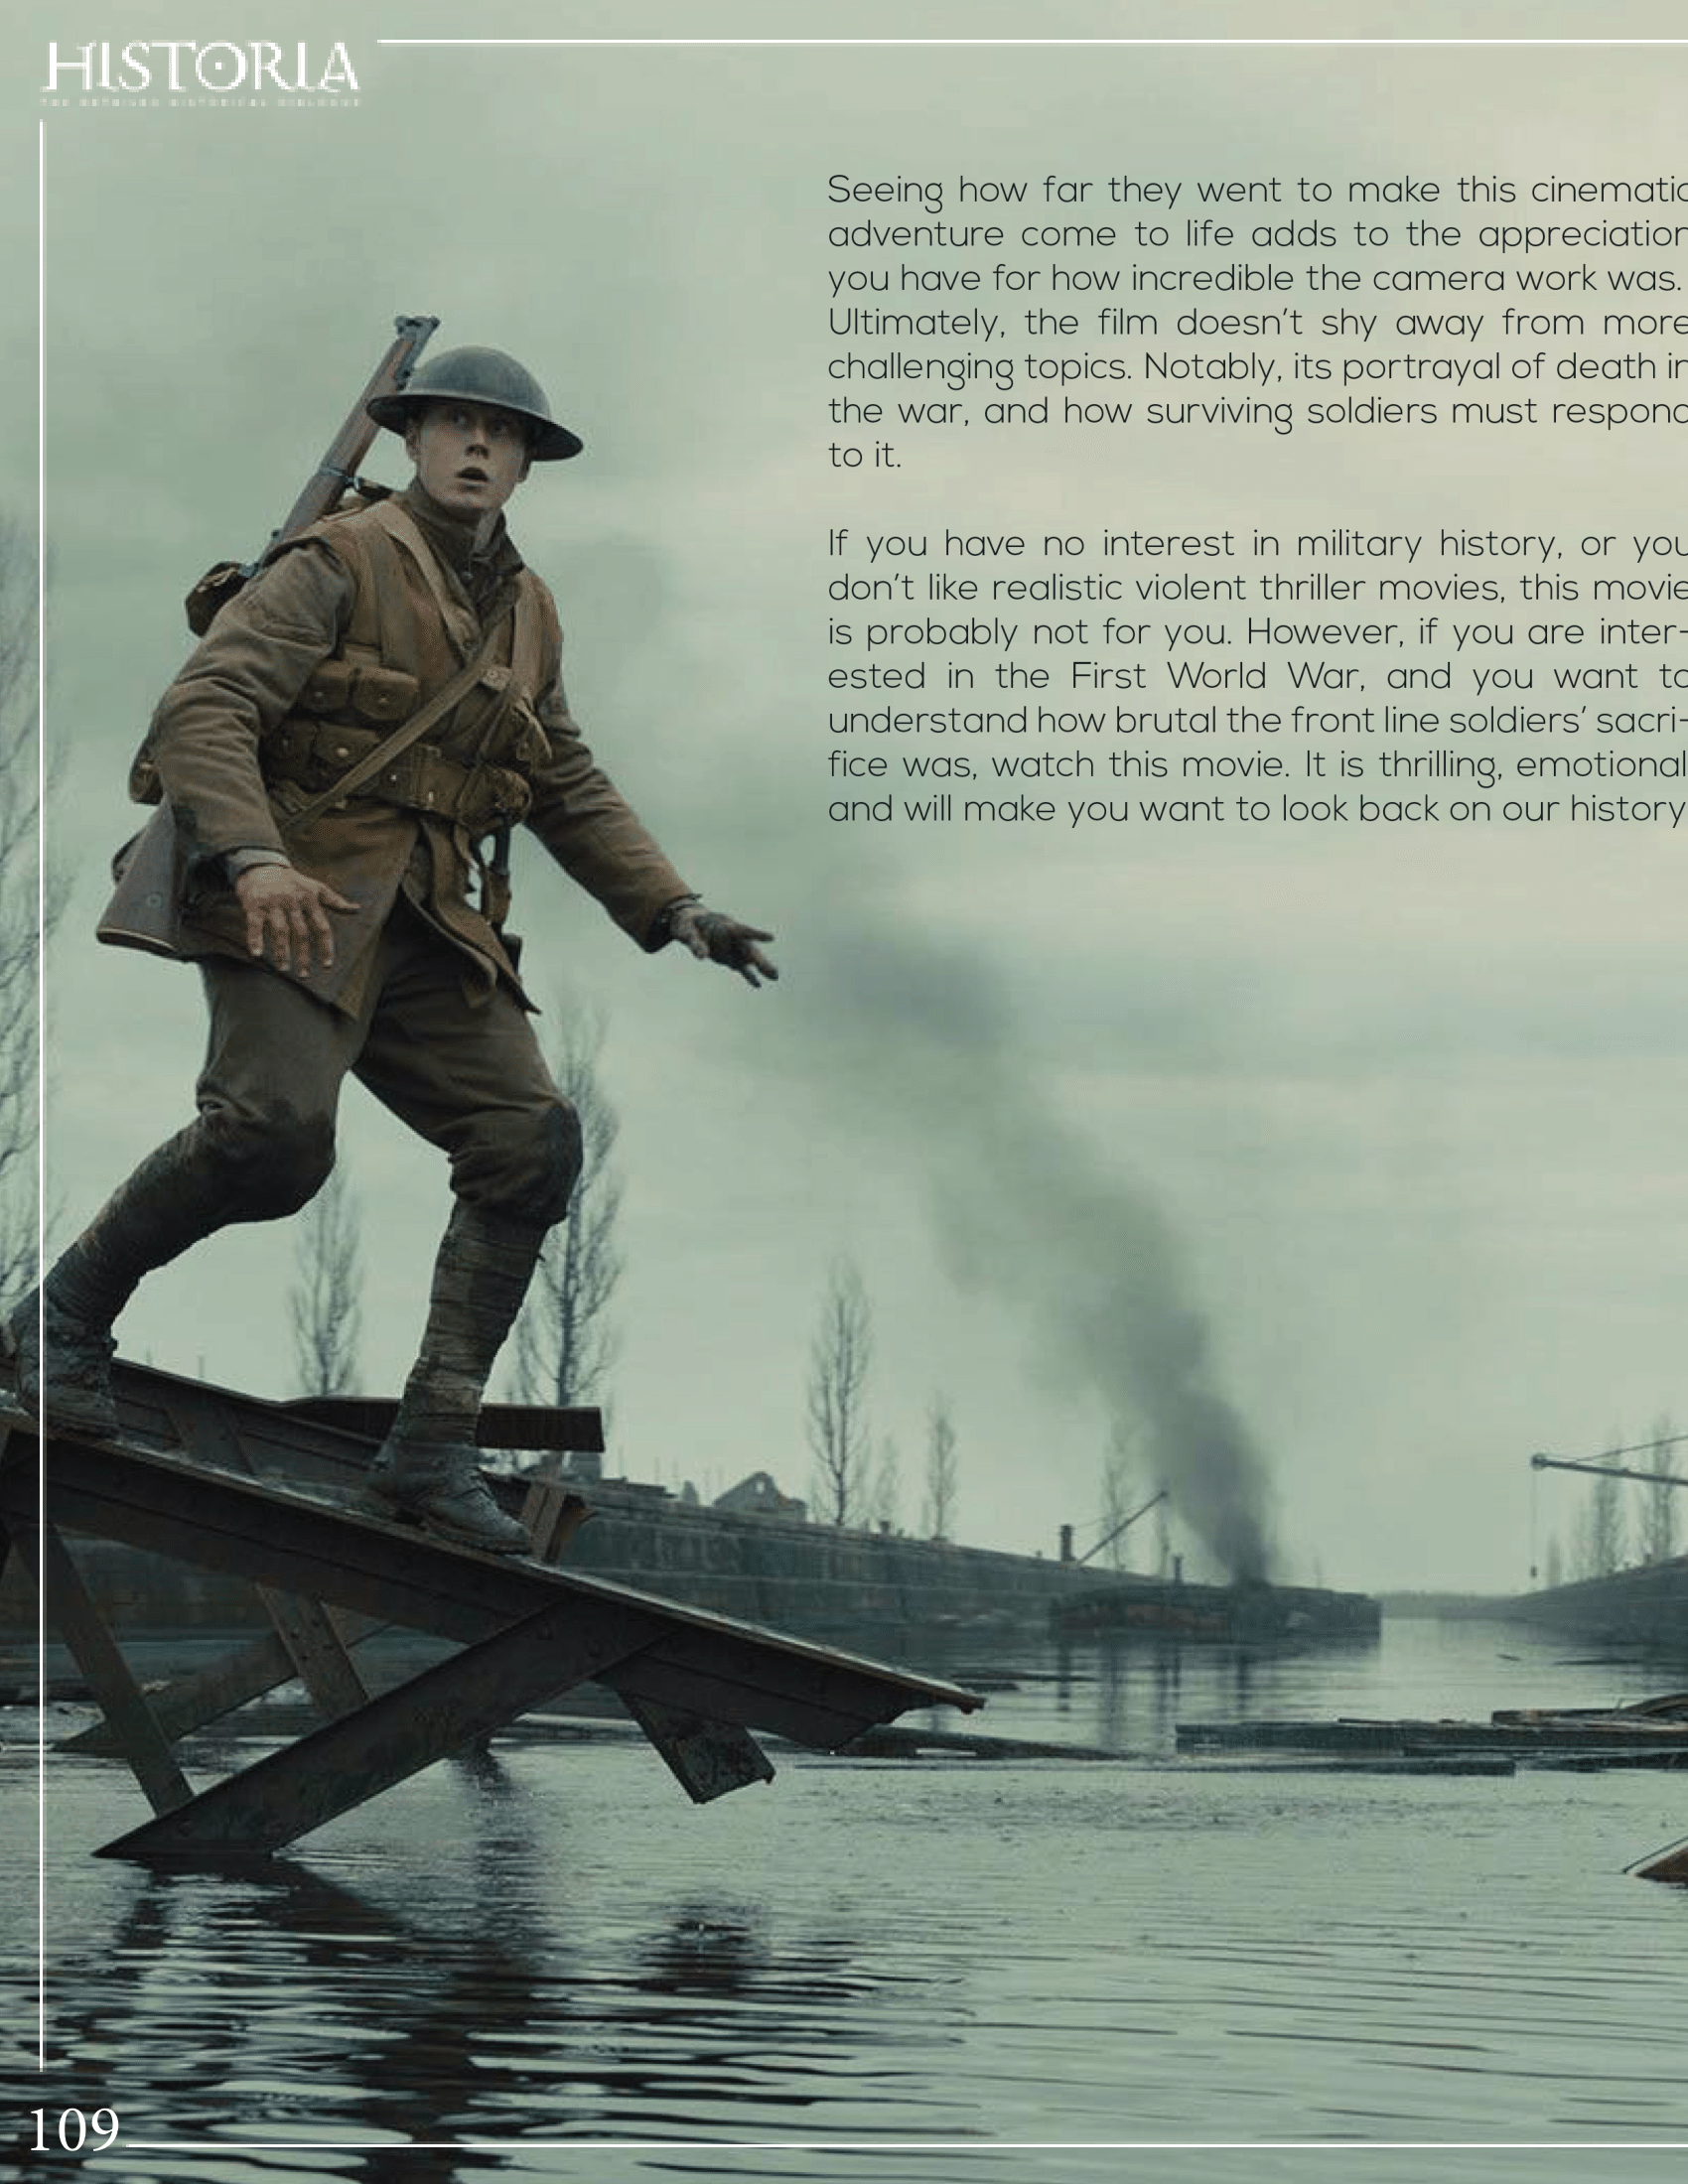 HISTORIA
THE DETAILED HISTORICAL DIALOGUE
Seeing how far they went to make this cinematic
adventure come to life adds to the appreciation
you have for how incredible the camera work was.
Ultimately, the film doesn't shy away from more
challenging topics. Notably, its portrayal of death in
the war, and how surviving soldiers must respond
to it.
If you have no interest in military history, or you
don't like realistic violent thriller movies, this movie
is probably not for you. However, if you are inter-
ested in the First World War, and you want to
understand how brutal the front line soldiers' sacri-
fice was, watch this movie. It is thrilling, emotional
and will make you want to look back on our history
109